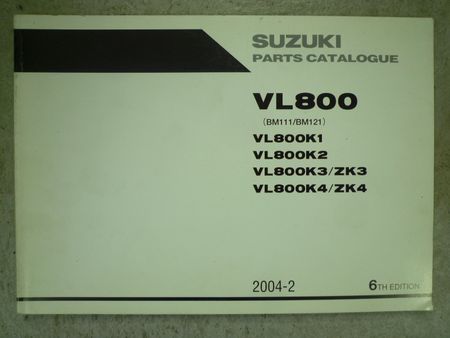 SUZUKI
PARTS CATALOGUE
VL800
(BM111/BM121)
VL800K1
VL800K2
VL800K3/ZK3
VL800K4/ZK4
2004-2
6TH EDITION